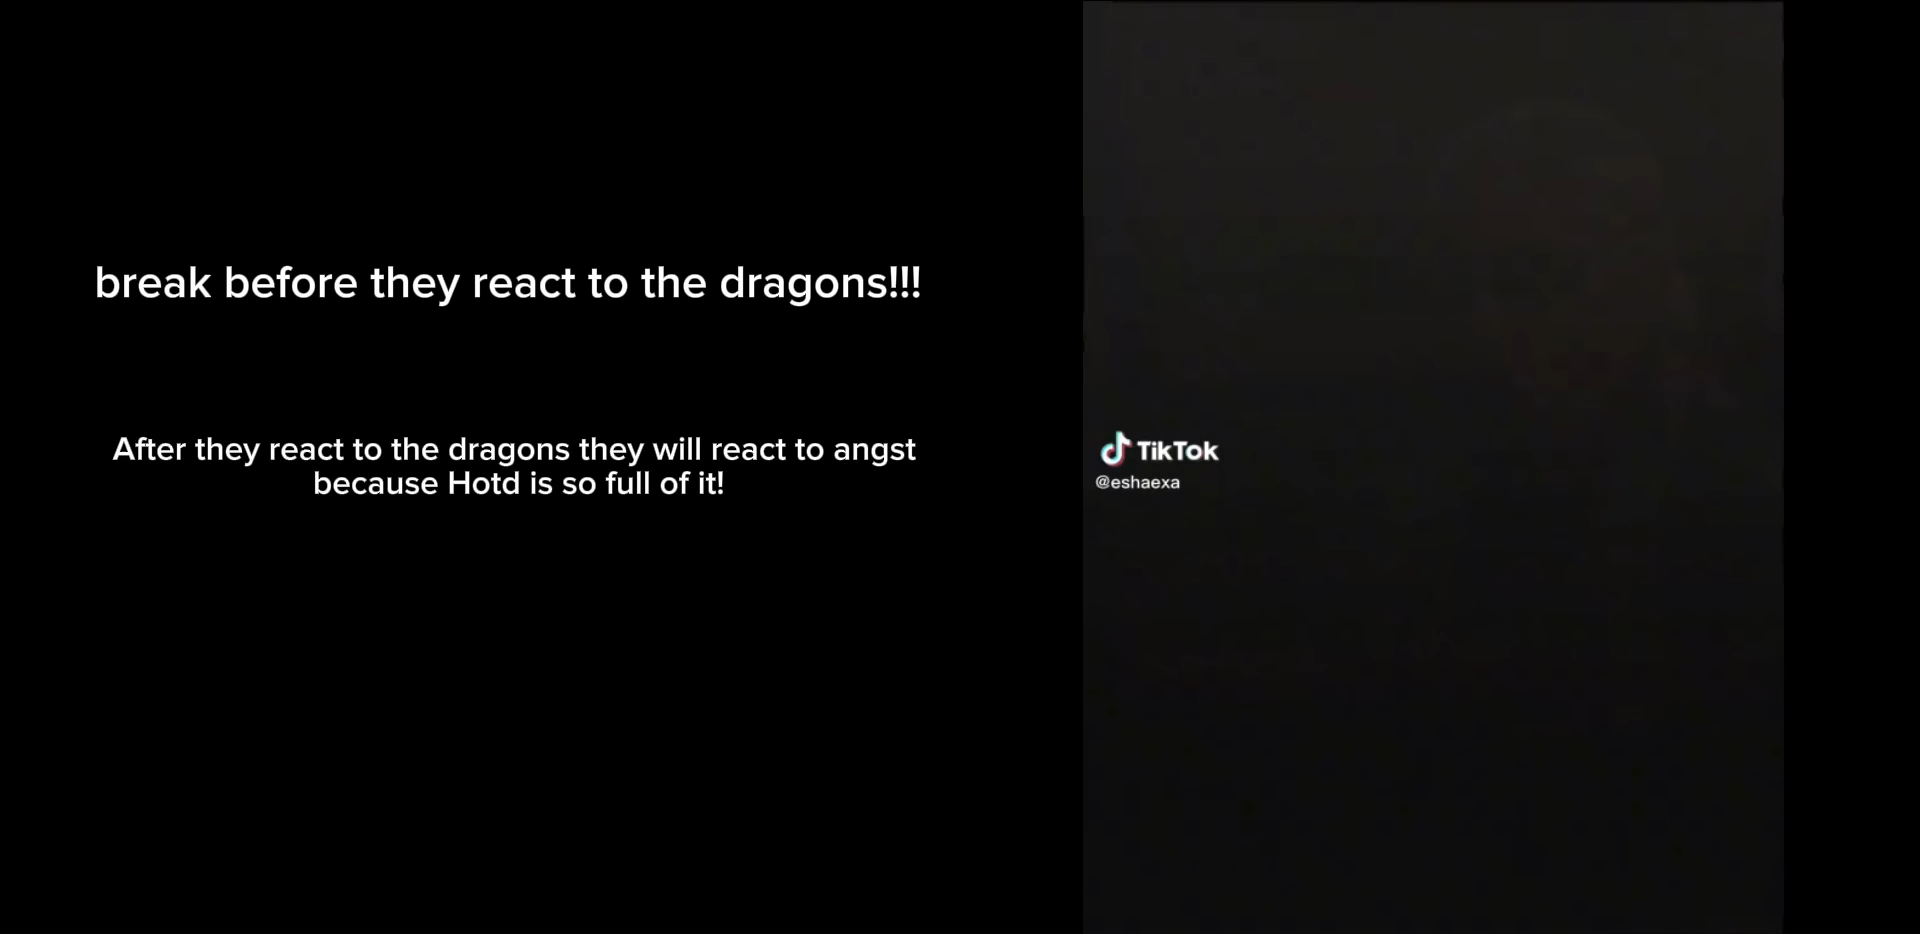 break before they react to the dragons!!!
After they react to the dragons they will react to angst
because Hotd is so full of it!
TikTok
@eshaexa